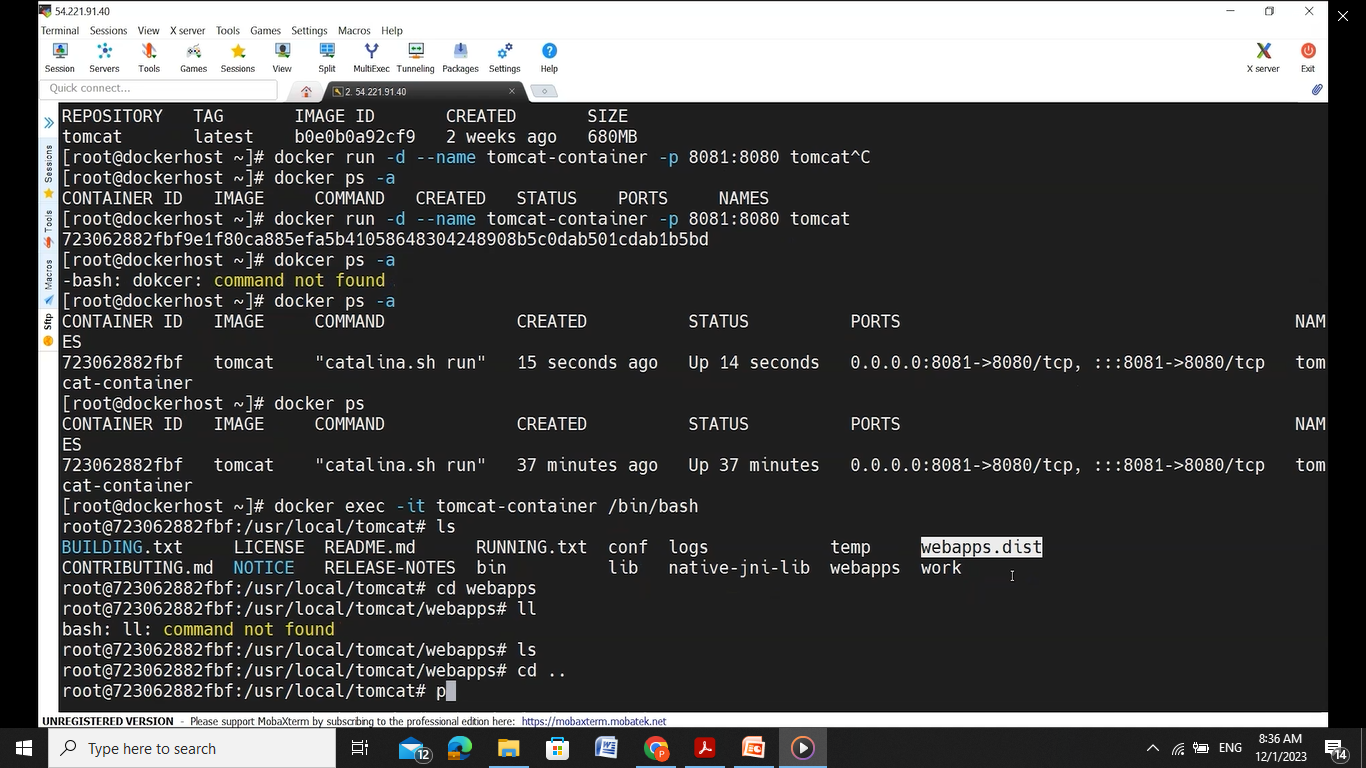 54.221.91.40
Terminal Sessions View X server Tools Games Settings Macros Help
Session Servers Tools Games Sessions View Split MultiExec Tunneling Packages Settings Help X server Exit
Quick connect...
2. 54.221.91.40
Sessions
Tools
Macros
Sftp
REPOSITORY TAG IMAGE ID CREATED SIZE
tomcat latest b0e0b0a92cf9 2 weeks ago 680MB
[root@dockerhost ~]# docker run -d --name tomcat-container -p 8081:8080 tomcat^C
[root@dockerhost ~]# docker ps -a
CONTAINER ID IMAGE COMMAND CREATED STATUS PORTS NAMES
[root@dockerhost ~]# docker run -d --name tomcat-container -p 8081:8080 tomcat
723062882fbf9e1f80ca885efa5b41058648304248908b5c0dab501cdab1b5bd
[root@dockerhost ~]# dokcer ps -a
-bash: dokcer: command not found
[root@dockerhost ~]# docker ps -a
CONTAINER ID IMAGE COMMAND CREATED STATUS PORTS NAM
ES
723062882fbf tomcat "catalina.sh run" 15 seconds ago Up 14 seconds 0.0.0.0:8081->8080/tcp, :::8081->8080/tcp tom
cat-container
[root@dockerhost ~]# docker ps
CONTAINER ID IMAGE COMMAND CREATED STATUS PORTS NAM
ES
723062882fbf tomcat "catalina.sh run" 37 minutes ago Up 37 minutes 0.0.0.0:8081->8080/tcp, :::8081->8080/tcp tom
cat-container
[root@dockerhost ~]# docker exec -it tomcat-container /bin/bash
root@723062882fbf:/usr/local/tomcat# ls
BUILDING.txt LICENSE README.md RUNNING.txt conf logs temp webapps.dist
CONTRIBUTING.md NOTICE RELEASE-NOTES bin lib native-jni-lib webapps work
root@723062882fbf:/usr/local/tomcat# cd webapps
root@723062882fbf:/usr/local/tomcat/webapps# ll
bash: ll: command not found
root@723062882fbf:/usr/local/tomcat/webapps# ls
root@723062882fbf:/usr/local/tomcat/webapps# cd ..
root@723062882fbf:/usr/local/tomcat# p
UNREGISTERED VERSION - Please support MobaXterm by subscribing to the professional edition here: https://mobaxterm.mobatek.net
Type here to search
12
P
ENG
8:36 AM
12/1/2023
14